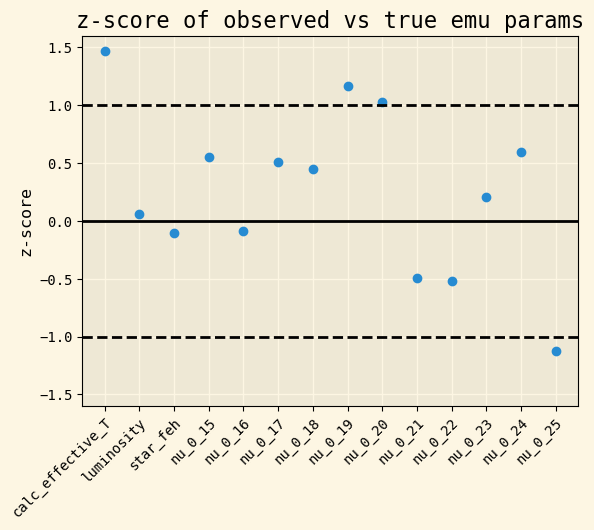 z-score of observed vs true emu params
z-score
1.5
1.0
0.5
0.0
−0.5
−1.0
−1.5
calc_effective_T
luminosity
star_feh
nu_0_15
nu_0_16
nu_0_17
nu_0_18
nu_0_19
nu_0_20
nu_0_21
nu_0_22
nu_0_23
nu_0_24
nu_0_25